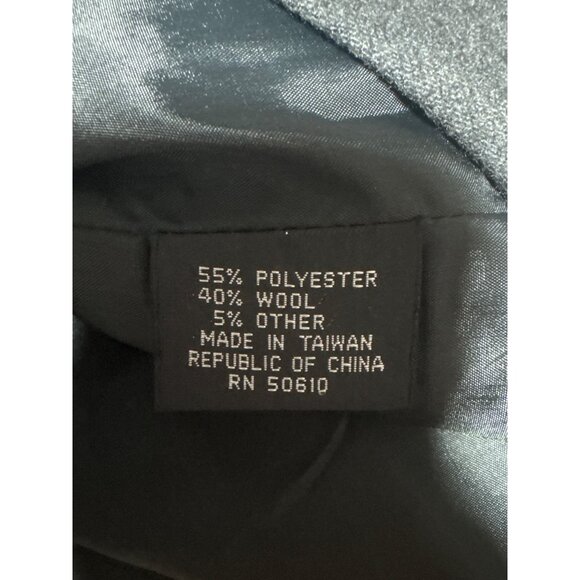 55% POLYESTER
40% WOOL
5% OTHER
MADE IN TAIWAN
REPUBLIC OF CHINA
RN 50610